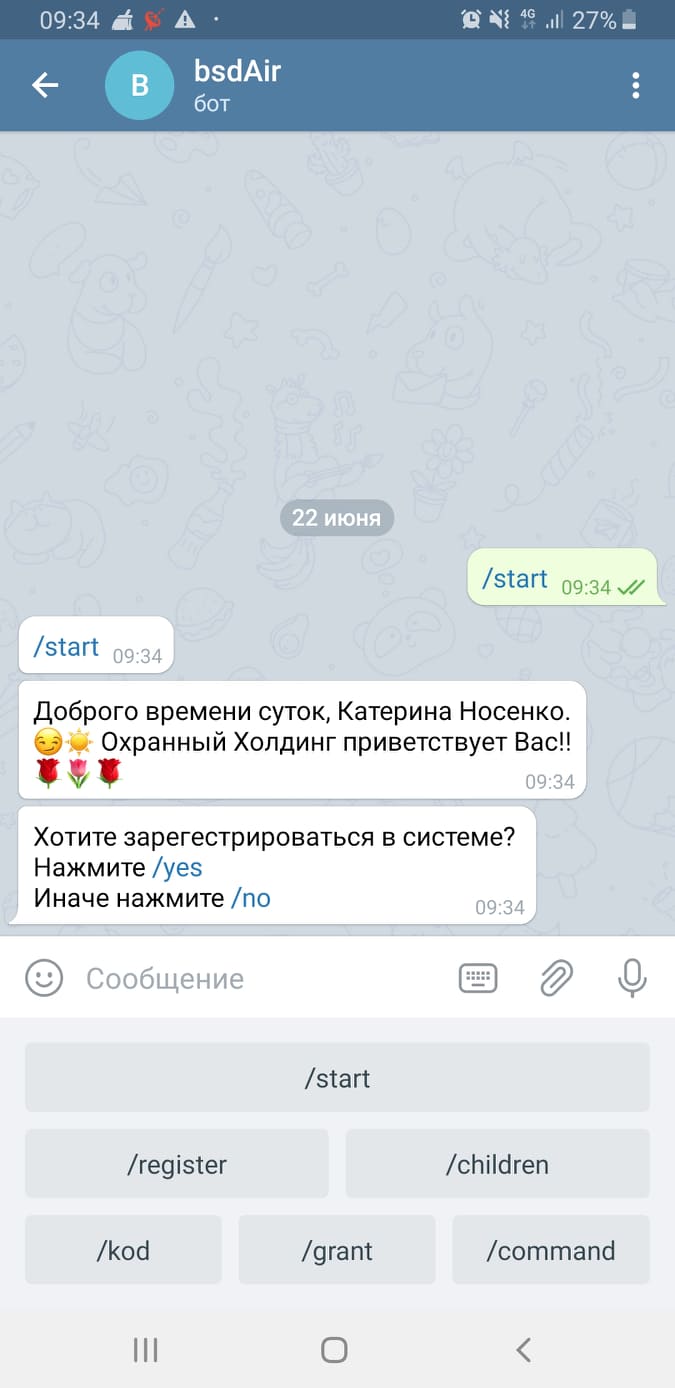 09:34
4G
27%
B
bsdAir
бот
22 июня
/start 09:34
/start 09:34
Доброго времени суток, Катерина Носенко.
😏☀️ Охранный Холдинг приветствует Вас!!
🌹🌷🌹
09:34
Хотите зарегестрироваться в системе?
Нажмите /yes
Иначе нажмите /no
09:34
Сообщение
/start
/register
/children
/kod
/grant
/command